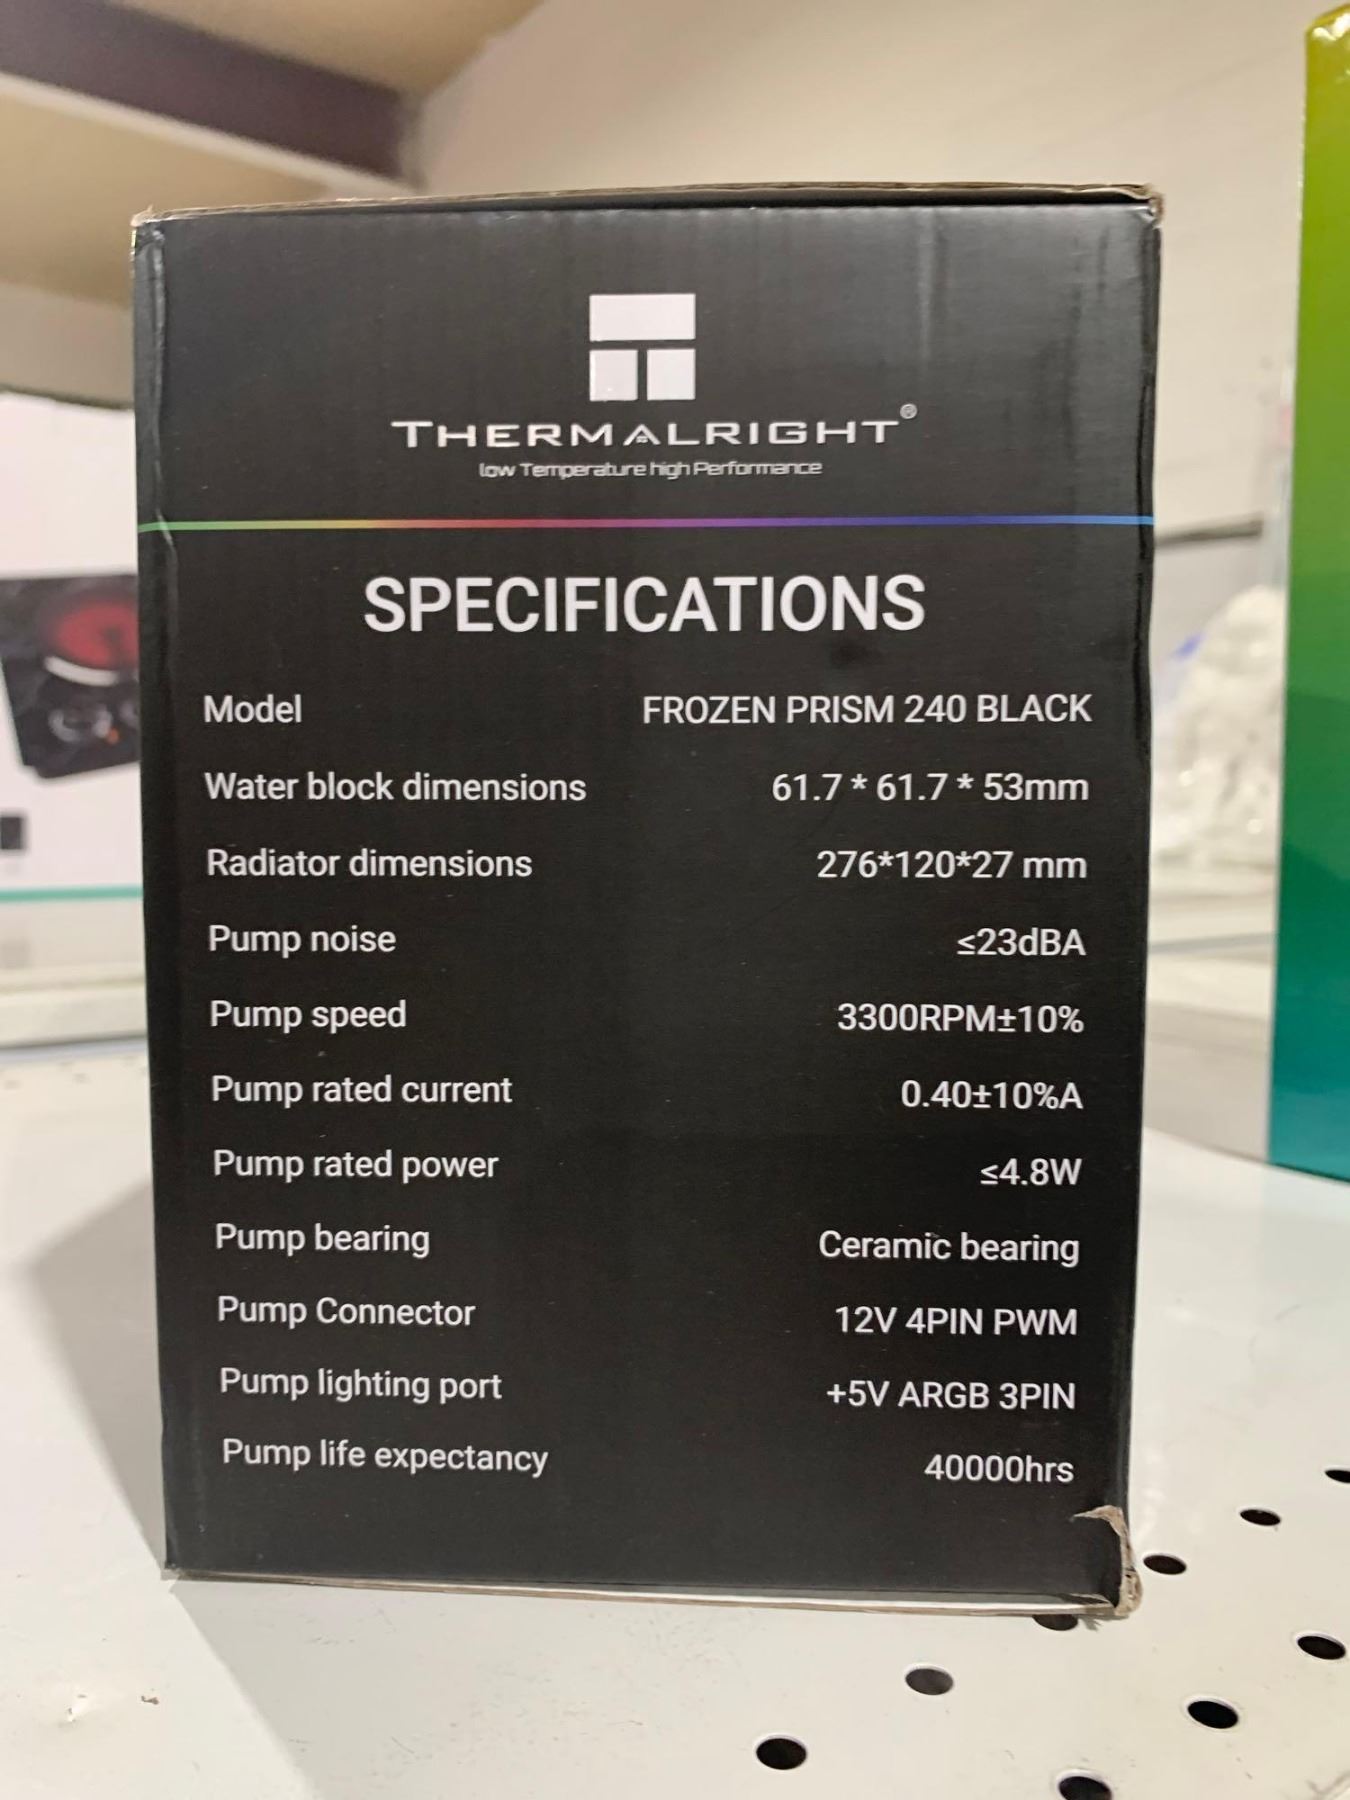 THERMALRIGHT®
low Temperature high Performance
SPECIFICATIONS
Model FROZEN PRISM 240 BLACK
Water block dimensions 61.7 * 61.7 * 53mm
Radiator dimensions 276*120*27 mm
Pump noise ≤23dBA
Pump speed 3300RPM±10%
Pump rated current 0.40±10%A
Pump rated power ≤4.8W
Pump bearing Ceramic bearing
Pump Connector 12V 4PIN PWM
Pump lighting port +5V ARGB 3PIN
Pump life expectancy 40000hrs